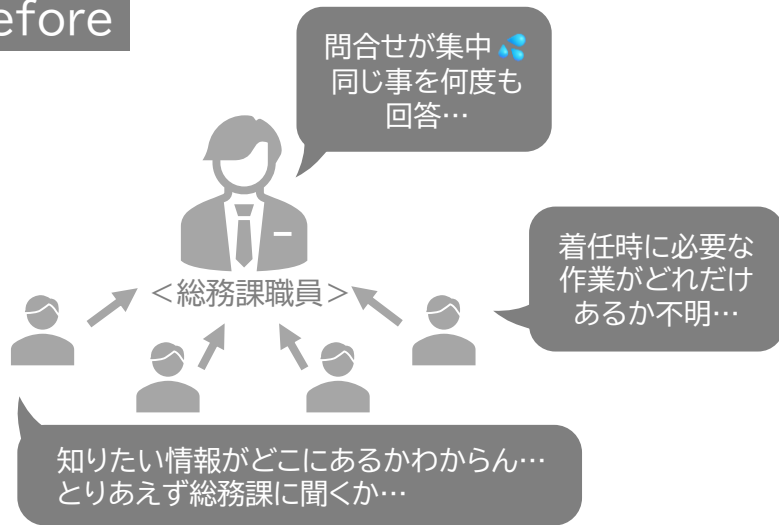 efore
問合せが集中💦
同じ事を何度も
回答…
着任時に必要な
作業がどれだけ
あるか不明…
＜総務課職員＞
知りたい情報がどこにあるかわからん…
とりあえず総務課に聞くか…